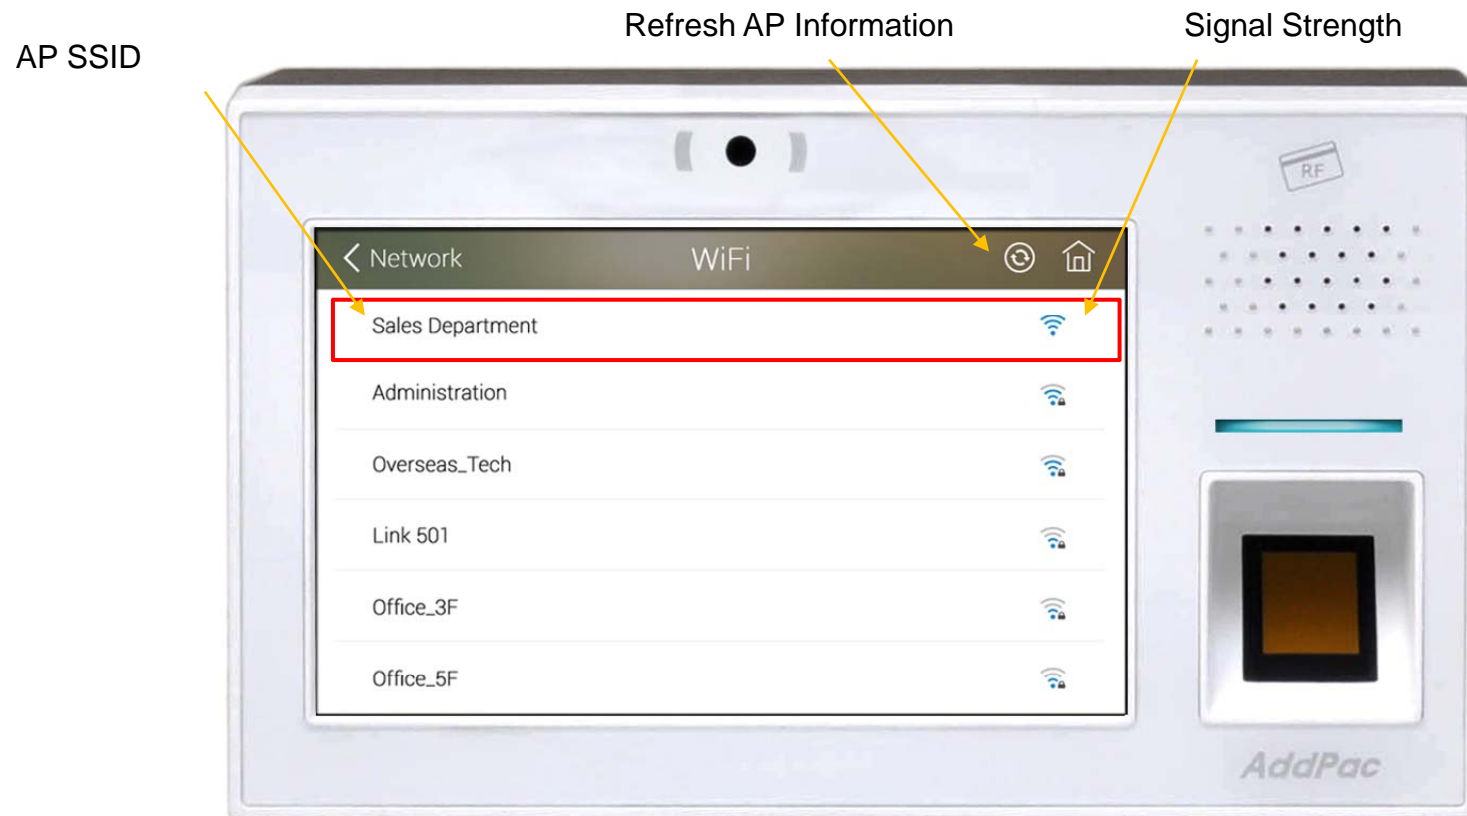 Refresh AP Information
Signal Strength
AP SSID
RF
Network
WiFi
Sales Department
Administration
Overseas_Tech
Link 501
Office_3F
Office_5F
AddPac